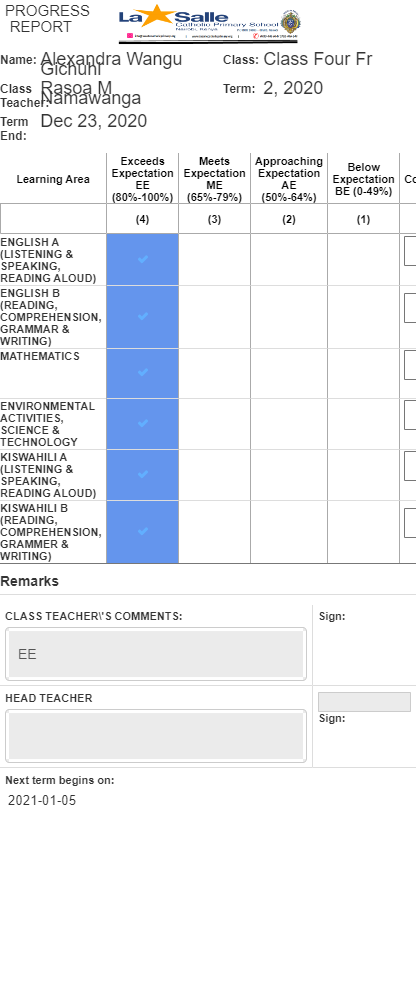 PROGRESS
REPORT
La Salle
Catholic Primary School
Nairobi, Kenya
Name: Alexandra Wangu
Gichuhi
Class: Class Four Fr
Class
Teacher: Rasoa M
Namawanga
Term: 2, 2020
Term
End: Dec 23, 2020
Learning Area
Exceeds
Expectation
EE
(80%-100%)
Meets
Expectation
ME
(65%-79%)
Approaching
Expectation
AE
(50%-64%)
Below
Expectation
BE (0-49%)
Co
(4) (3) (2) (1)
ENGLISH A
(LISTENING &
SPEAKING,
READING ALOUD)
ENGLISH B
(READING,
COMPREHENSION,
GRAMMAR &
WRITING)
MATHEMATICS
ENVIRONMENTAL
ACTIVITIES,
SCIENCE &
TECHNOLOGY
KISWAHILI A
(LISTENING &
SPEAKING,
READING ALOUD)
KISWAHILI B
(READING,
COMPREHENSION,
GRAMMER &
WRITING)
Remarks
CLASS TEACHER\'S COMMENTS:
Sign:
EE
HEAD TEACHER
Sign:
Next term begins on:
2021-01-05